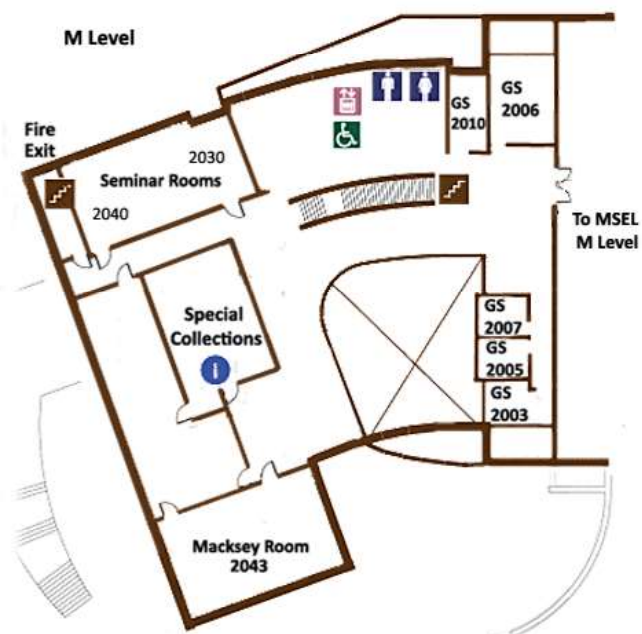 M Level
Fire
Exit
2030
Seminar Rooms
2040
GS
2010
GS
2006
To MSEL
M Level
Special
Collections
i
GS
2007
GS
2005
GS
2003
Macksey Room
2043